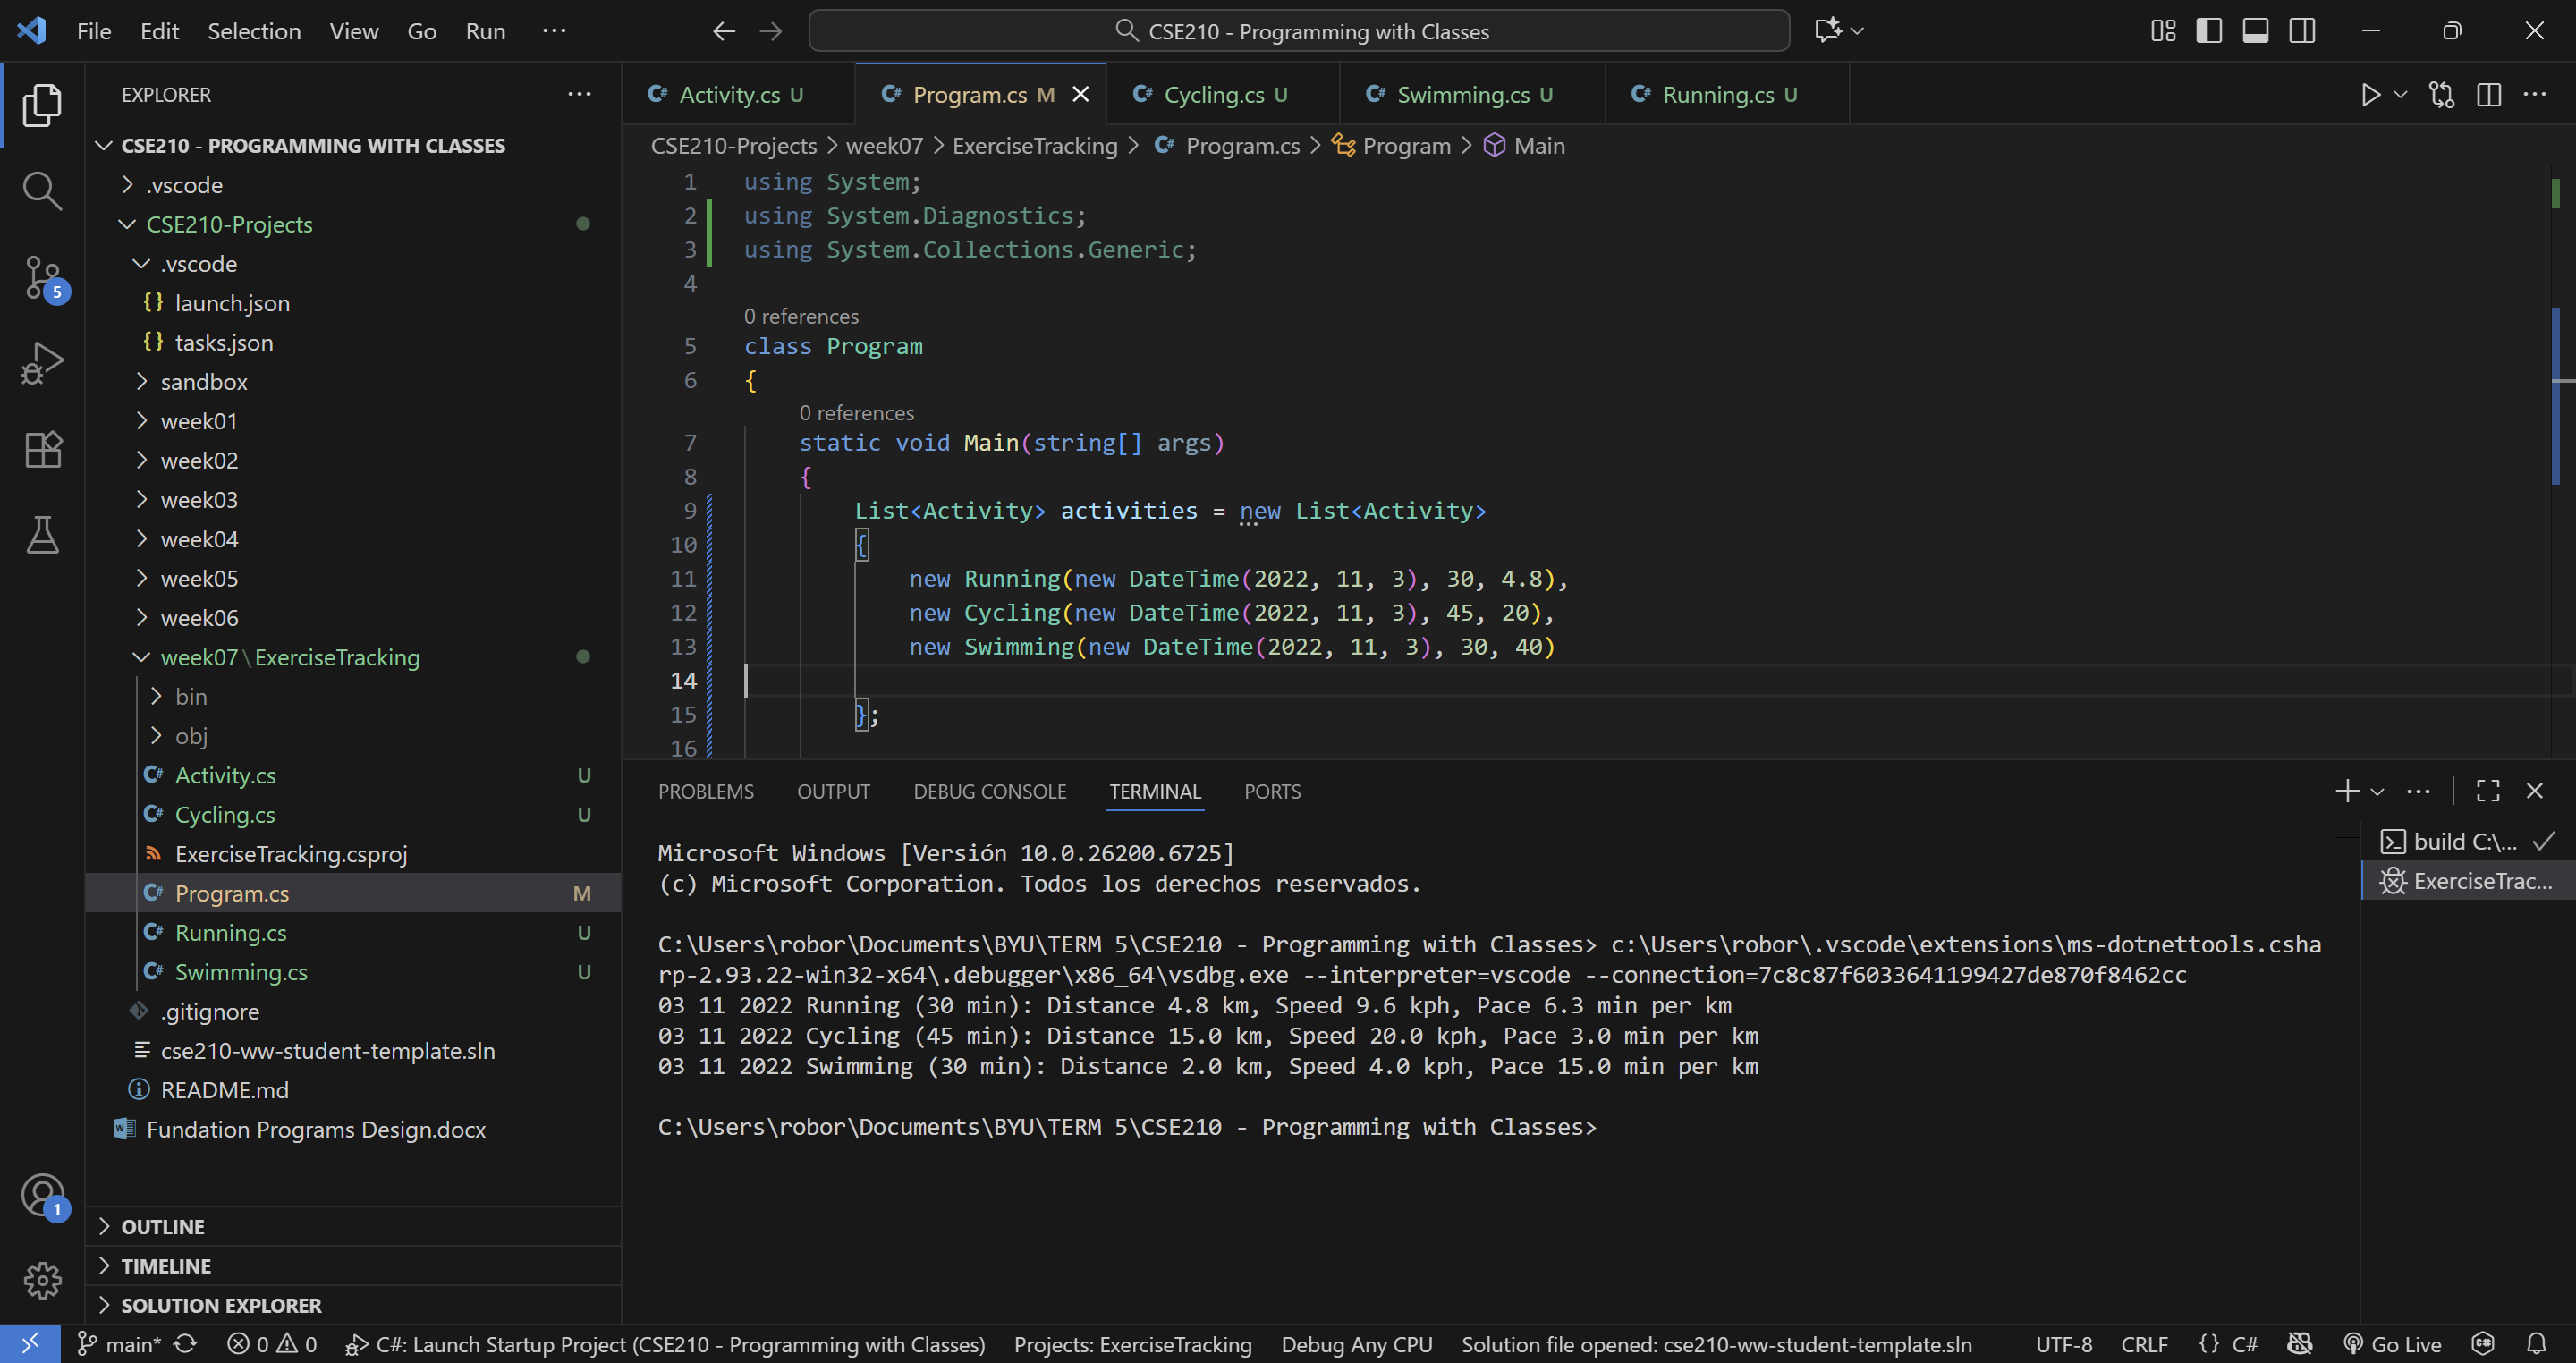 File Edit Selection View Go Run ··· CSE210 - Programming with Classes
EXPLORER ···
CSE210 - PROGRAMMING WITH CLASSES
.vscode
CSE210-Projects
.vscode
{} launch.json
{} tasks.json
sandbox
week01
week02
week03
week04
week05
week06
week07\ExerciseTracking
bin
obj
C# Activity.cs U
C# Cycling.cs U
ExerciseTracking.csproj
C# Program.cs M
C# Running.cs U
C# Swimming.cs U
.gitignore
cse210-ww-student-template.sln
README.md
Fundation Programs Design.docx
OUTLINE
TIMELINE
SOLUTION EXPLORER
5
1
C# Activity.cs U C# Program.cs M C# Cycling.cs U C# Swimming.cs U C# Running.cs U
CSE210-Projects > week07 > ExerciseTracking > C# Program.cs > Program > Main
1 using System;
2 using System.Diagnostics;
3 using System.Collections.Generic;
4
0 references
5 class Program
6 {
0 references
7 static void Main(string[] args)
8 {
9 List<Activity> activities = new List<Activity>
10 {
11 new Running(new DateTime(2022, 11, 3), 30, 4.8),
12 new Cycling(new DateTime(2022, 11, 3), 45, 20),
13 new Swimming(new DateTime(2022, 11, 3), 30, 40)
14
15 };
16
PROBLEMS OUTPUT DEBUG CONSOLE TERMINAL PORTS
Microsoft Windows [Versión 10.0.26200.6725]
(c) Microsoft Corporation. Todos los derechos reservados.
C:\Users\robor\Documents\BYU\TERM 5\CSE210 - Programming with Classes> c:\Users\robor\.vscode\extensions\ms-dotnettools.csha
rp-2.93.22-win32-x64\.debugger\x86_64\vsdbg.exe --interpreter=vscode --connection=7c8c87f6033641199427de870f8462cc
03 11 2022 Running (30 min): Distance 4.8 km, Speed 9.6 kph, Pace 6.3 min per km
03 11 2022 Cycling (45 min): Distance 15.0 km, Speed 20.0 kph, Pace 3.0 min per km
03 11 2022 Swimming (30 min): Distance 2.0 km, Speed 4.0 kph, Pace 15.0 min per km
C:\Users\robor\Documents\BYU\TERM 5\CSE210 - Programming with Classes>
build C:\...
ExerciseTrac...
main* 0 0 C#: Launch Startup Project (CSE210 - Programming with Classes) Projects: ExerciseTracking Debug Any CPU Solution file opened: cse210-ww-student-template.sln UTF-8 CRLF {} C# Go Live